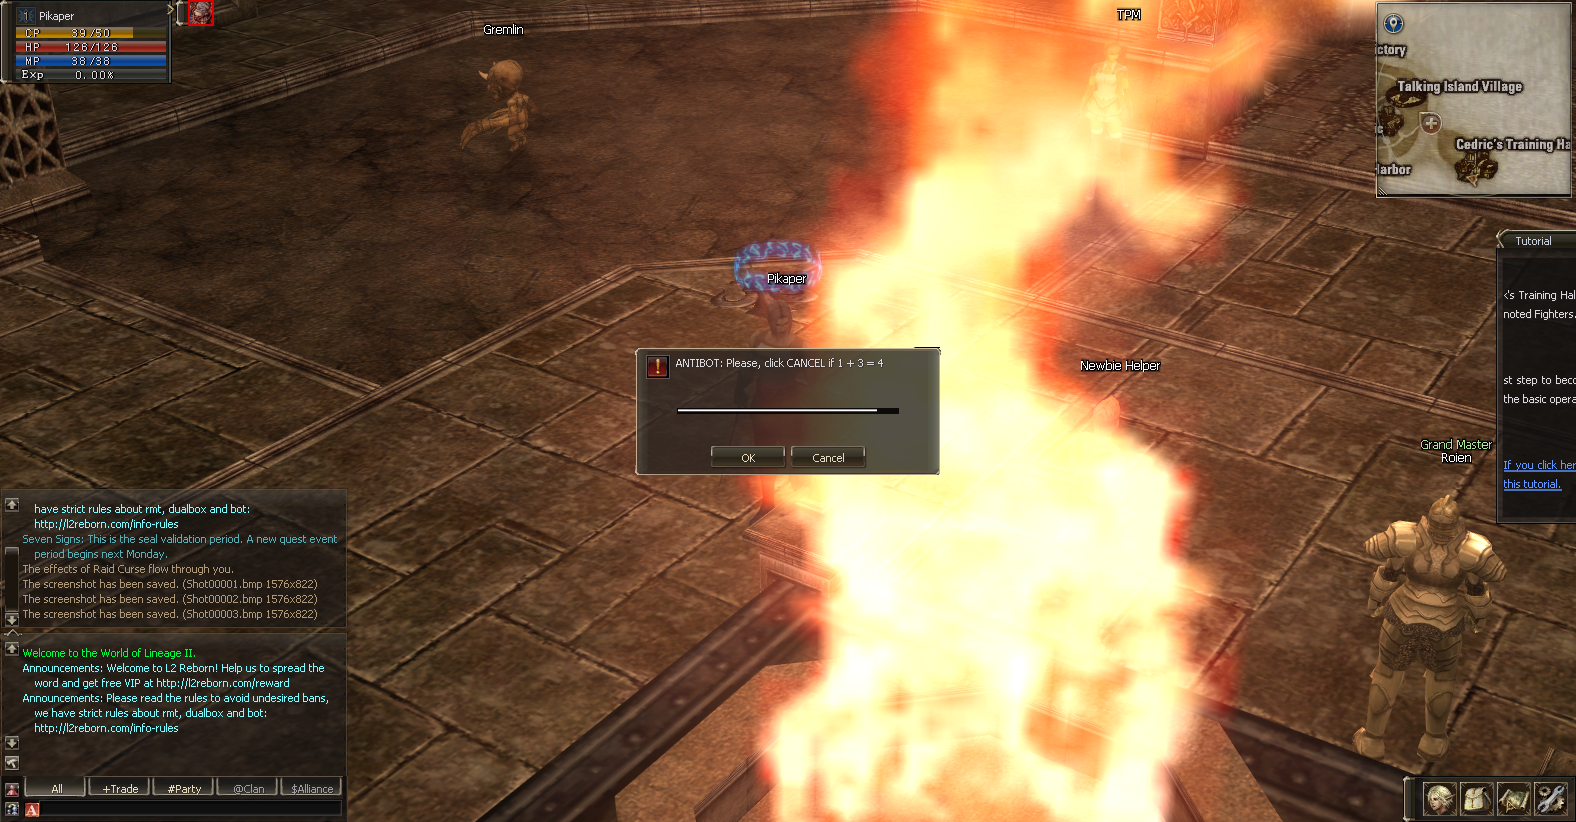 1 Pikaper
CP 39/50
HP 126/126
MP 38/38
Exp 0.00%
Gremlin
TPM
ictory
Talking Island Village
Cedric's Training Ha
Harbor
Pikaper
Tutorial
k's Training Hal
noted Fighters.
ANTIBOT: Please, click CANCEL if 1 + 3 = 4
Newbie Helper
st step to beco
the basic opera
OK
Cancel
Grand Master
Roien
If you click her
this tutorial.
have strict rules about rmt, dualbox and bot:
http://l2reborn.com/info-rules
Seven Signs: This is the seal validation period. A new quest event
period begins next Monday.
The effects of Raid Curse flow through you.
The screenshot has been saved. (Shot00001.bmp 1576x822)
The screenshot has been saved. (Shot00002.bmp 1576x822)
The screenshot has been saved. (Shot00003.bmp 1576x822)
Welcome to the World of Lineage II.
Announcements: Welcome to L2 Reborn! Help us to spread the
word and get free VIP at http://l2reborn.com/reward
Announcements: Please read the rules to avoid undesired bans,
we have strict rules about rmt, dualbox and bot:
http://l2reborn.com/info-rules
All
+Trade
#Party
@Clan
$Alliance
A